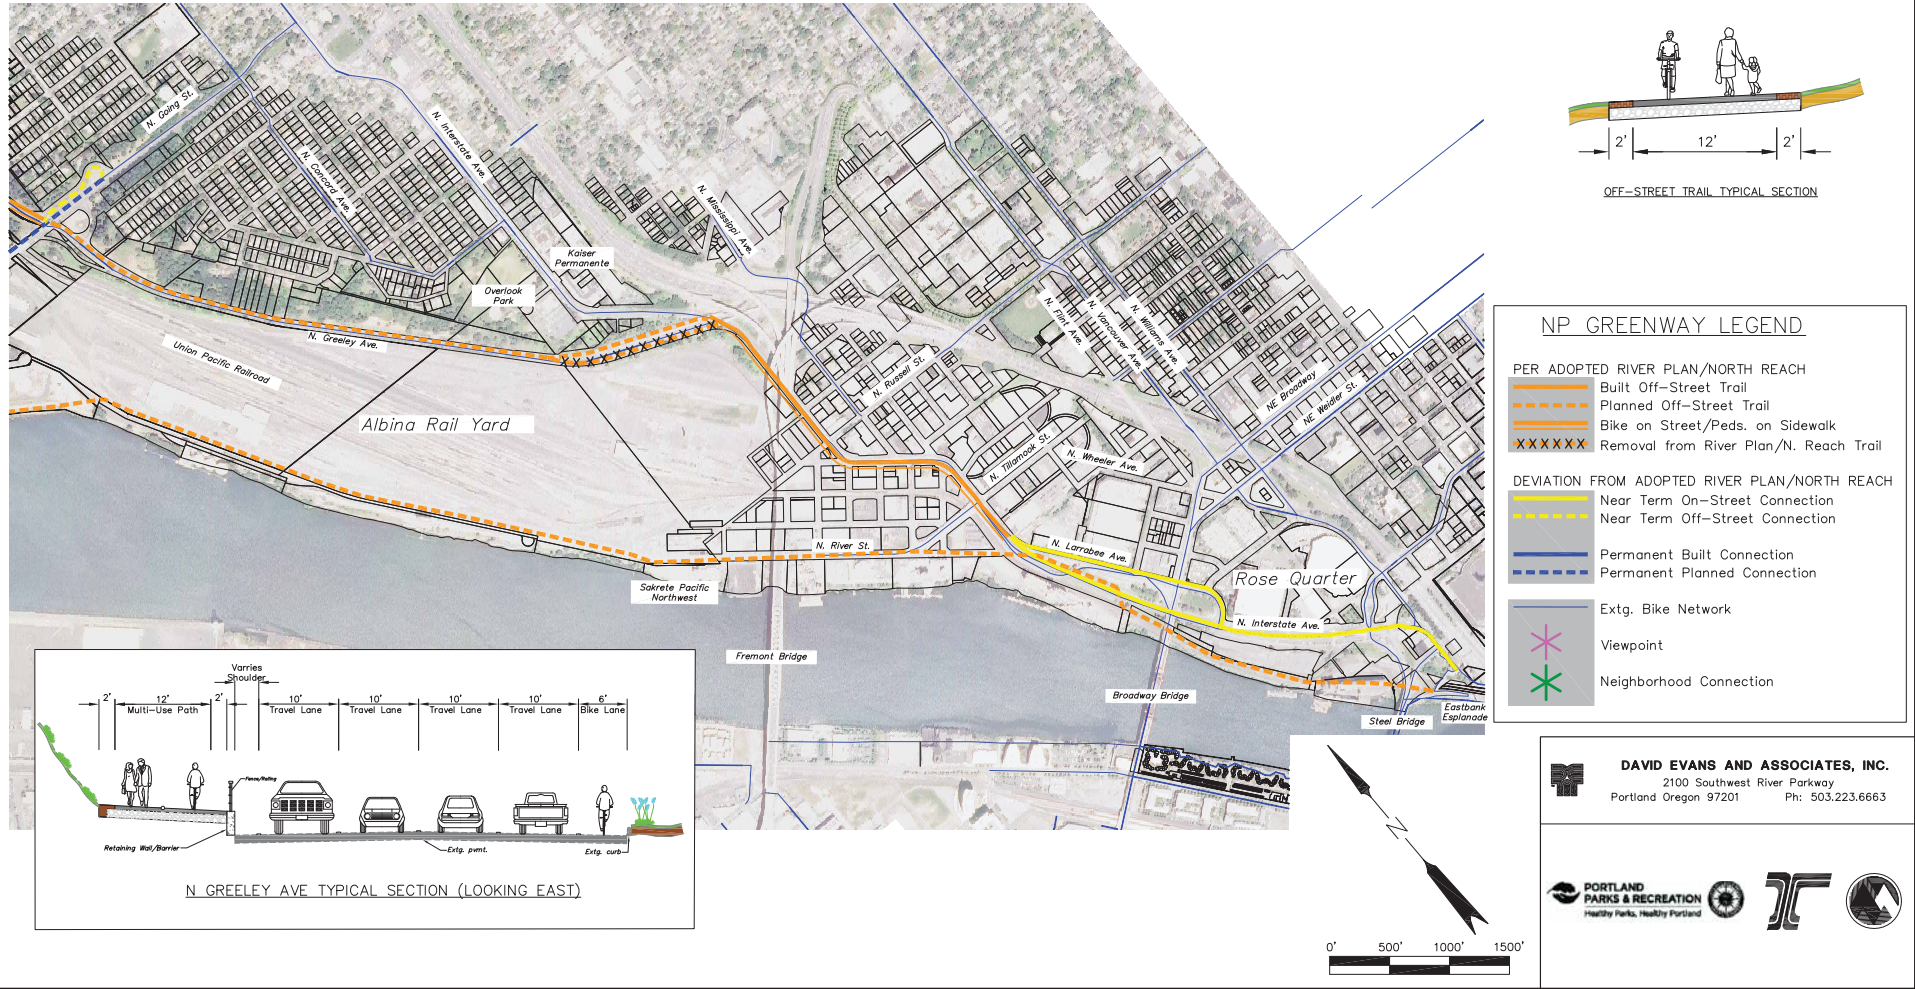 N. Going St.
N. Concord Ave.
N. Interstate Ave.
N. Mississippi Ave.
Kaiser
Permanente
Overlook
Park
N. Greeley Ave.
Union Pacific Railroad
Albina Rail Yard
N. Flint Ave.
N. Vancouver Ave.
N. Williams Ave.
N. Russell St.
NE Broadway
NE Weidler St.
N. Tillamook St.
N. Wheeler Ave.
N. River St.
N. Larrabee Ave.
Rose Quarter
N. Interstate Ave.
Sakrete Pacific
Northwest
Fremont Bridge
Broadway Bridge
Steel Bridge
Eastbank
Esplanade
2' 12' 2'
OFF-STREET TRAIL TYPICAL SECTION
NP GREENWAY LEGEND
PER ADOPTED RIVER PLAN/NORTH REACH
Built Off-Street Trail
Planned Off-Street Trail
Bike on Street/Peds. on Sidewalk
XXXXXX Removal from River Plan/N. Reach Trail
DEVIATION FROM ADOPTED RIVER PLAN/NORTH REACH
Near Term On-Street Connection
Near Term Off-Street Connection
Permanent Built Connection
Permanent Planned Connection
Extg. Bike Network
Viewpoint
Neighborhood Connection
Varries
Shoulder
2' 12' 2' 10' 10' 10' 10' 6'
Multi-Use Path Travel Lane Travel Lane Travel Lane Travel Lane Bike Lane
Fence/Railing
Retaining Wall/Barrier
Extg. pvmt.
Extg. curb
N GREELEY AVE TYPICAL SECTION (LOOKING EAST)
N
0' 500' 1000' 1500'
DAVID EVANS AND ASSOCIATES, INC.
2100 Southwest River Parkway
Portland Oregon 97201 Ph: 503.223.6663
PORTLAND
PARKS & RECREATION
Healthy Parks, Healthy Portland